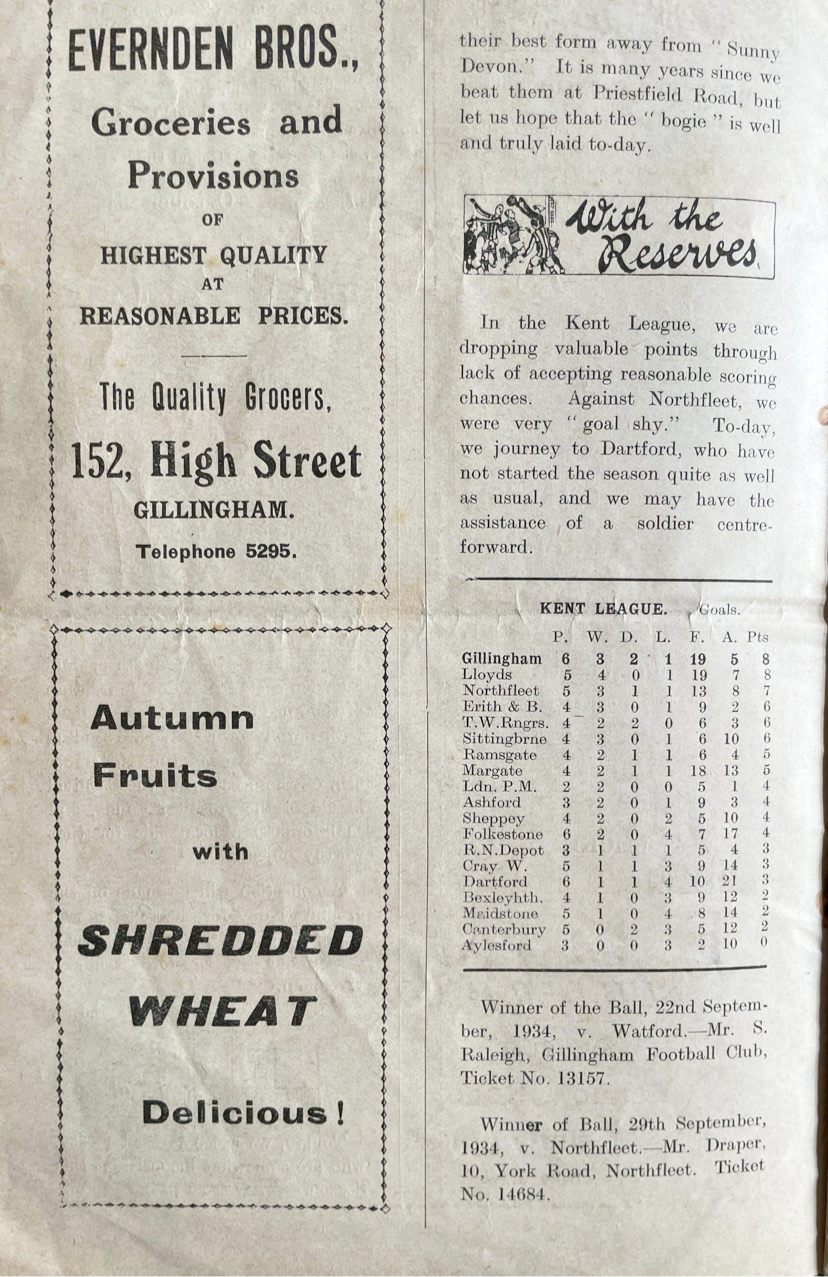 EVERNDEN BROS.,
Groceries and
Provisions
OF
HIGHEST QUALITY
AT
REASONABLE PRICES.
The Quality Grocers,
152, High Street
GILLINGHAM.
Telephone 5295.
Autumn
Fruits
with
SHREDDED
WHEAT
Delicious!
their best form away from "Sunny
Devon." It is many years since we
beat them at Priestfield Road, but
let us hope that the "bogie" is well
and truly laid to-day.
With the
Reserves.
In the Kent League, we are
dropping valuable points through
lack of accepting reasonable scoring
chances. Against Northfleet, we
were very "goal shy." To-day,
we journey to Dartford, who have
not started the season quite as well
as usual, and we may have the
assistance of a soldier centre-
forward.
KENT LEAGUE. Goals.
P. W. D. L. F. A. Pts
Gillingham 6 3 2 1 19 5 8
Lloyds 5 4 0 1 19 7 8
Northfleet 5 3 1 1 13 8 7
Erith & B. 4 3 0 1 9 2 6
T.W.Rngrs. 4 2 2 0 6 3 6
Sittingbrne 4 3 0 1 6 10 6
Ramsgate 4 2 1 1 6 4 5
Margate 4 2 1 1 18 13 5
Ldn. P.M. 2 2 0 0 5 1 4
Ashford 3 2 0 1 9 3 4
Sheppey 4 2 0 2 5 10 4
Folkestone 6 2 0 4 7 17 4
R.N.Depot 3 1 1 1 5 4 3
Cray W. 5 1 1 3 9 14 3
Dartford 6 1 1 4 10 21 3
Bexleyhth. 4 1 0 3 9 12 2
Maidstone 5 1 0 4 8 14 2
Canterbury 5 0 2 3 5 12 2
Aylesford 3 0 0 3 2 10 0
Winner of the Ball, 22nd Septem-
ber, 1934, v. Watford.—Mr. S.
Raleigh, Gillingham Football Club,
Ticket No. 13157.
Winner of Ball, 29th September,
1934, v. Northfleet.—Mr. Draper,
10, York Road, Northfleet. Ticket
No. 14684.